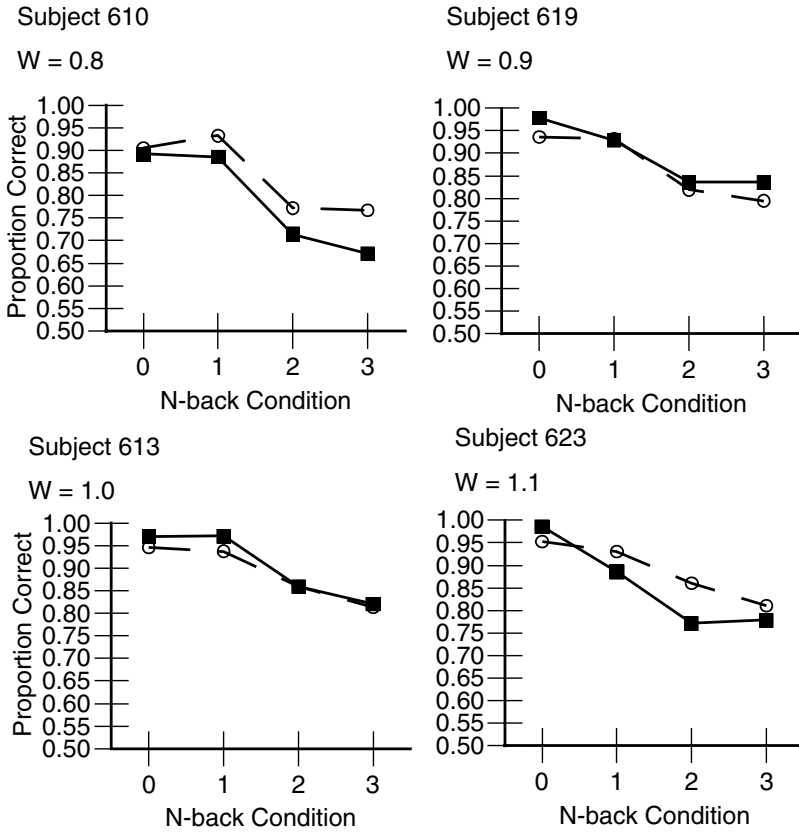 Subject 610
W = 0.8
Proportion Correct
1.00
0.95
0.90
0.85
0.80
0.75
0.70
0.65
0.60
0.55
0.50
0 1 2 3
N-back Condition
Subject 619
W = 0.9
1.00
0.95
0.90
0.85
0.80
0.75
0.70
0.65
0.60
0.55
0.50
0 1 2 3
N-back Condition
Subject 613
W = 1.0
Proportion Correct
1.00
0.95
0.90
0.85
0.80
0.75
0.70
0.65
0.60
0.55
0.50
0 1 2 3
N-back Condition
Subject 623
W = 1.1
1.00
0.95
0.90
0.85
0.80
0.75
0.70
0.65
0.60
0.55
0.50
0 1 2 3
N-back Condition